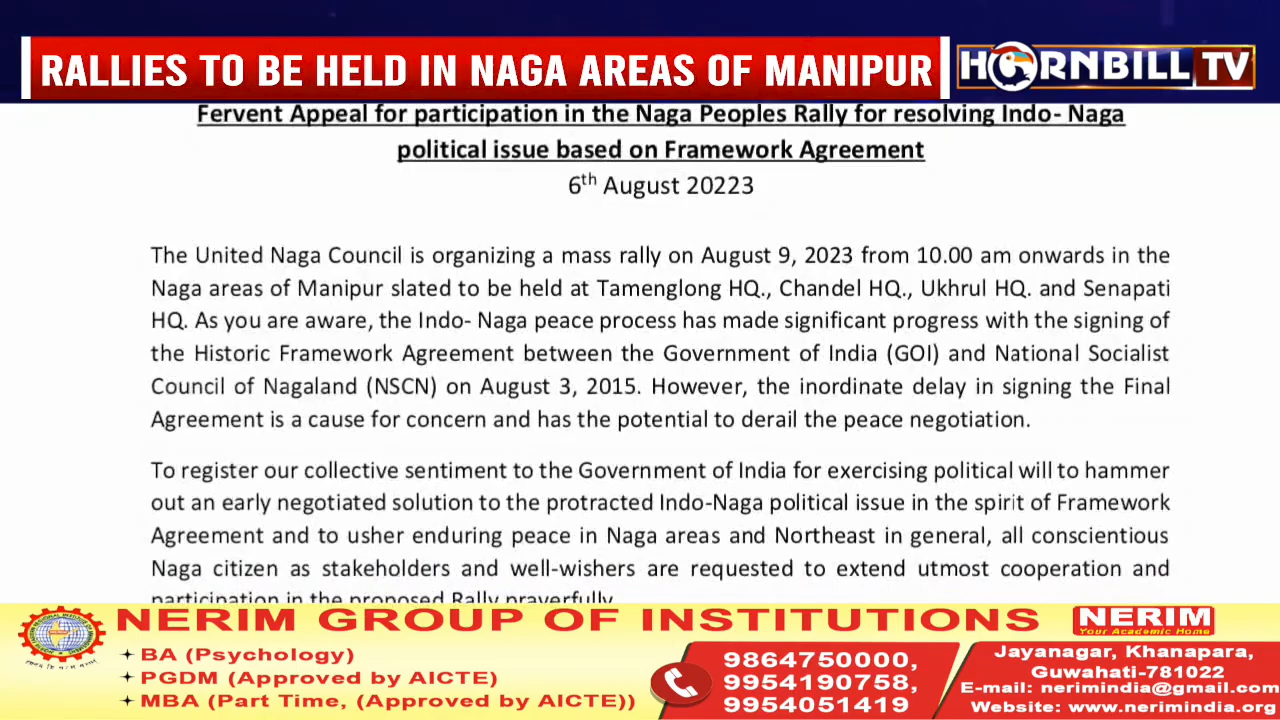 RALLIES TO BE HELD IN NAGA AREAS OF MANIPUR
HORNBILL TV
Fervent Appeal for participation in the Naga Peoples Rally for resolving Indo- Naga
political issue based on Framework Agreement
6th August 20223
The United Naga Council is organizing a mass rally on August 9, 2023 from 10.00 am onwards in the
Naga areas of Manipur slated to be held at Tamenglong HQ., Chandel HQ., Ukhrul HQ. and Senapati
HQ. As you are aware, the Indo- Naga peace process has made significant progress with the signing of
the Historic Framework Agreement between the Government of India (GOI) and National Socialist
Council of Nagaland (NSCN) on August 3, 2015. However, the inordinate delay in signing the Final
Agreement is a cause for concern and has the potential to derail the peace negotiation.
To register our collective sentiment to the Government of India for exercising political will to hammer
out an early negotiated solution to the protracted Indo-Naga political issue in the spirit of Framework
Agreement and to usher enduring peace in Naga areas and Northeast in general, all conscientious
Naga citizen as stakeholders and well-wishers are requested to extend utmost cooperation and
participation in the proposed Rally prayerfully.
NERIM GROUP OF INSTITUTIONS
NERIM
Your Academic Home
BA (Psychology)
PGDM (Approved by AICTE)
MBA (Part Time, (Approved by AICTE))
9864750000,
9954190758,
9954051419
Jayanagar, Khanapara,
Guwahati-781022
E-mail: nerimindia@gmail.com
Website: www.nerimindia.org